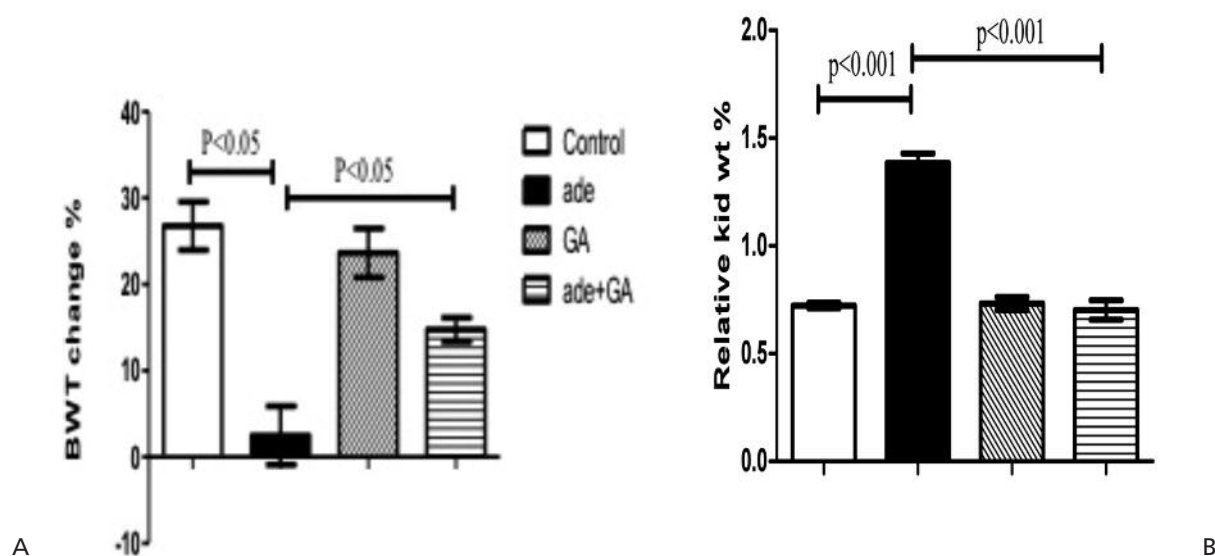 40
30
20
10
0
-10
BWT change %
P<0.05
P<0.05
Control
ade
GA
ade+GA
A
2.0
1.5
1.0
0.5
0.0
Relative kid wt %
p<0.001
p<0.001
B